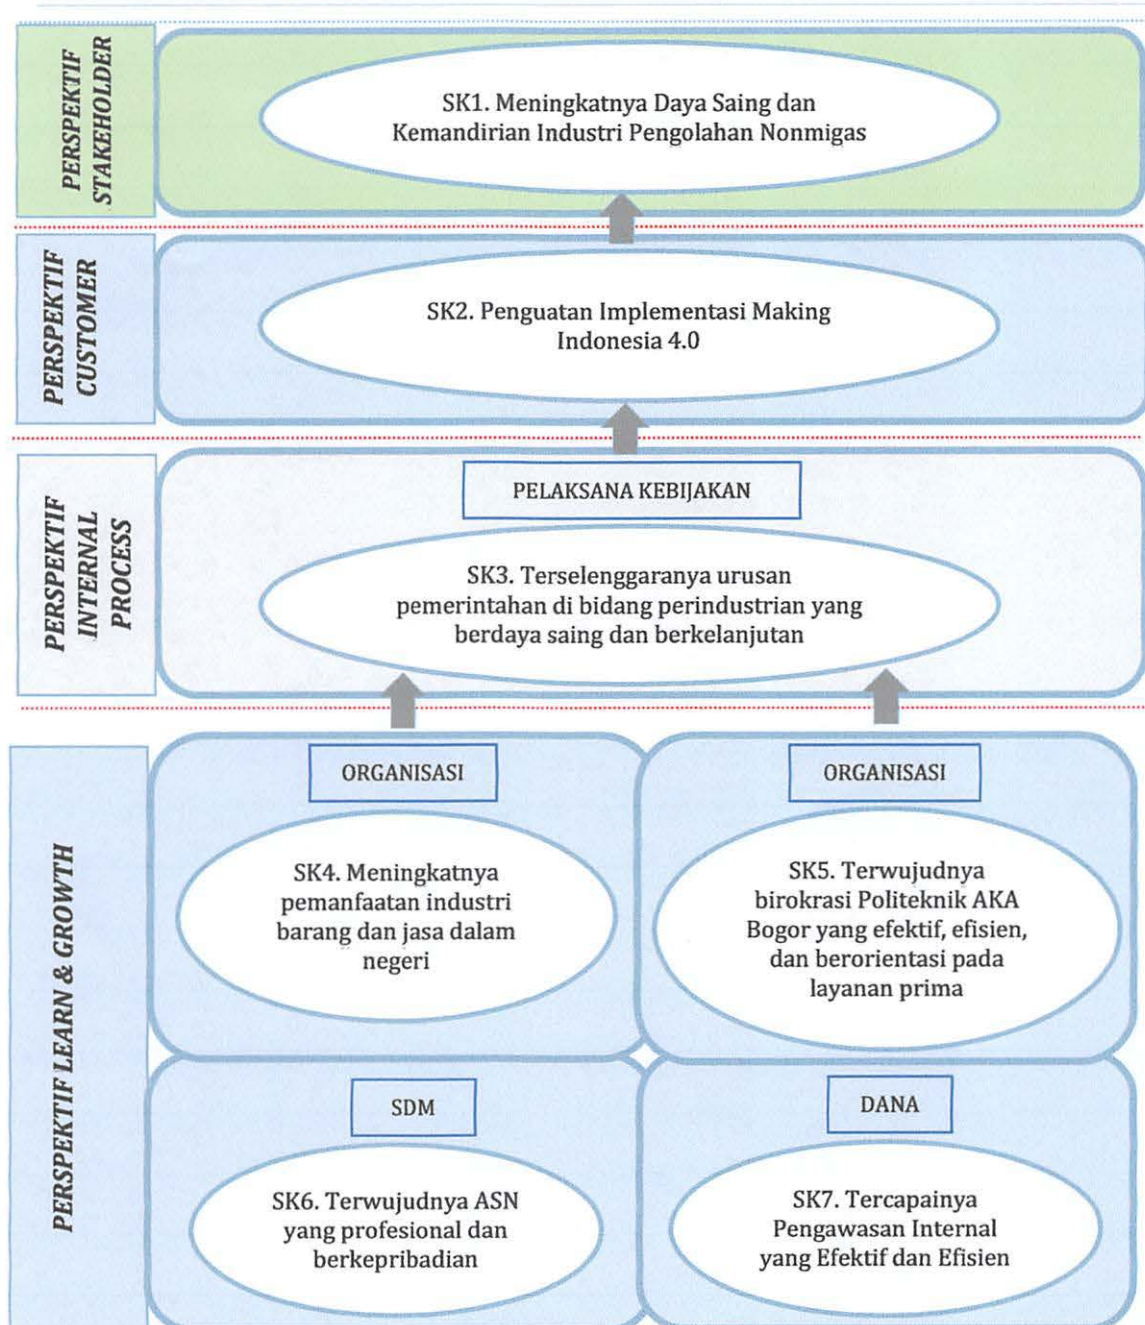 PERSPEKTIF
STAKEHOLDER
SK1. Meningkatnya Daya Saing dan
Kemandirian Industri Pengolahan Nonmigas
PERSPEKTIF
CUSTOMER
SK2. Penguatan Implementasi Making
Indonesia 4.0
PERSPEKTIF
INTERNAL
PROCESS
PELAKSANA KEBIJAKAN
SK3. Terselenggaranya urusan
pemerintahan di bidang perindustrian yang
berdaya saing dan berkelanjutan
PERSPEKTIF LEARN & GROWTH
ORGANISASI
SK4. Meningkatnya
pemanfaatan industri
barang dan jasa dalam
negeri
ORGANISASI
SK5. Terwujudnya
birokrasi Politeknik AKA
Bogor yang efektif, efisien,
dan berorientasi pada
layanan prima
SDM
SK6. Terwujudnya ASN
yang profesional dan
berkepribadian
DANA
SK7. Tercapainya
Pengawasan Internal
yang Efektif dan Efisien